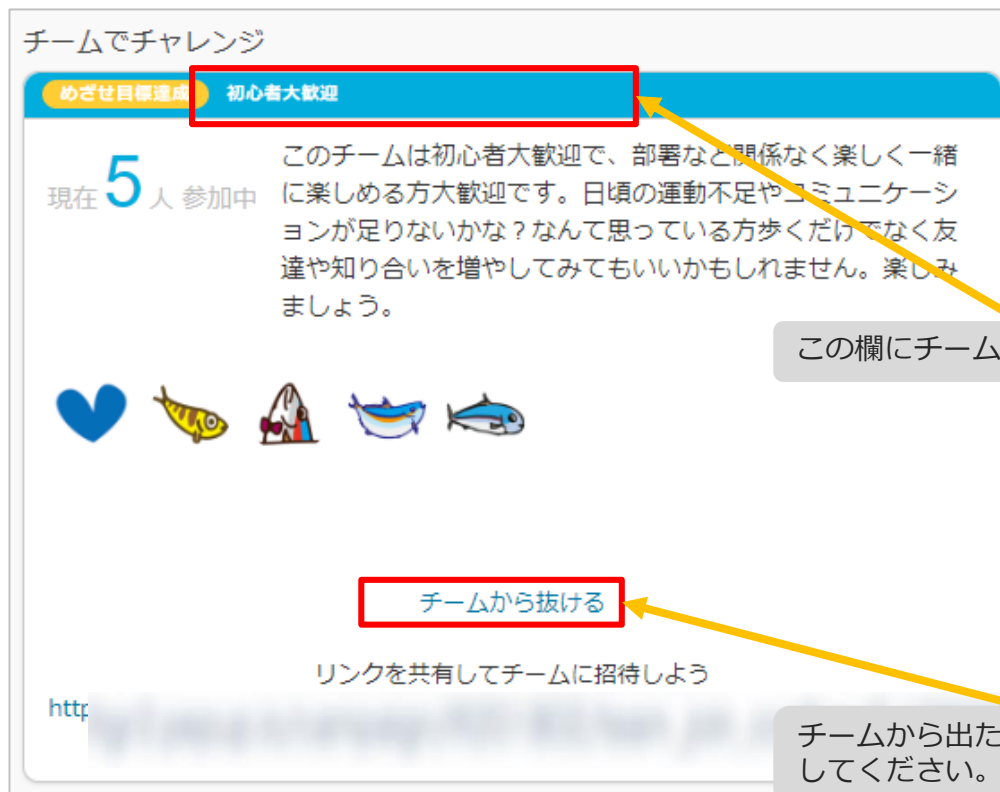 チームでチャレンジ
めざせ目標達成 初心者大歓迎
現在 5 人 参加中
このチームは初心者大歓迎で、部署など関係なく楽しく一緒
に楽しめる方大歓迎です。日頃の運動不足やコミュニケーシ
ョンが足りないかな？なんて思っている方歩くだけでなく友
達や知り合いを増やしてみてもいいかもしれません。楽しみ
ましょう。
この欄にチーム
チームから抜ける
リンクを共有してチームに招待しよう
http
チームから出た
してください。